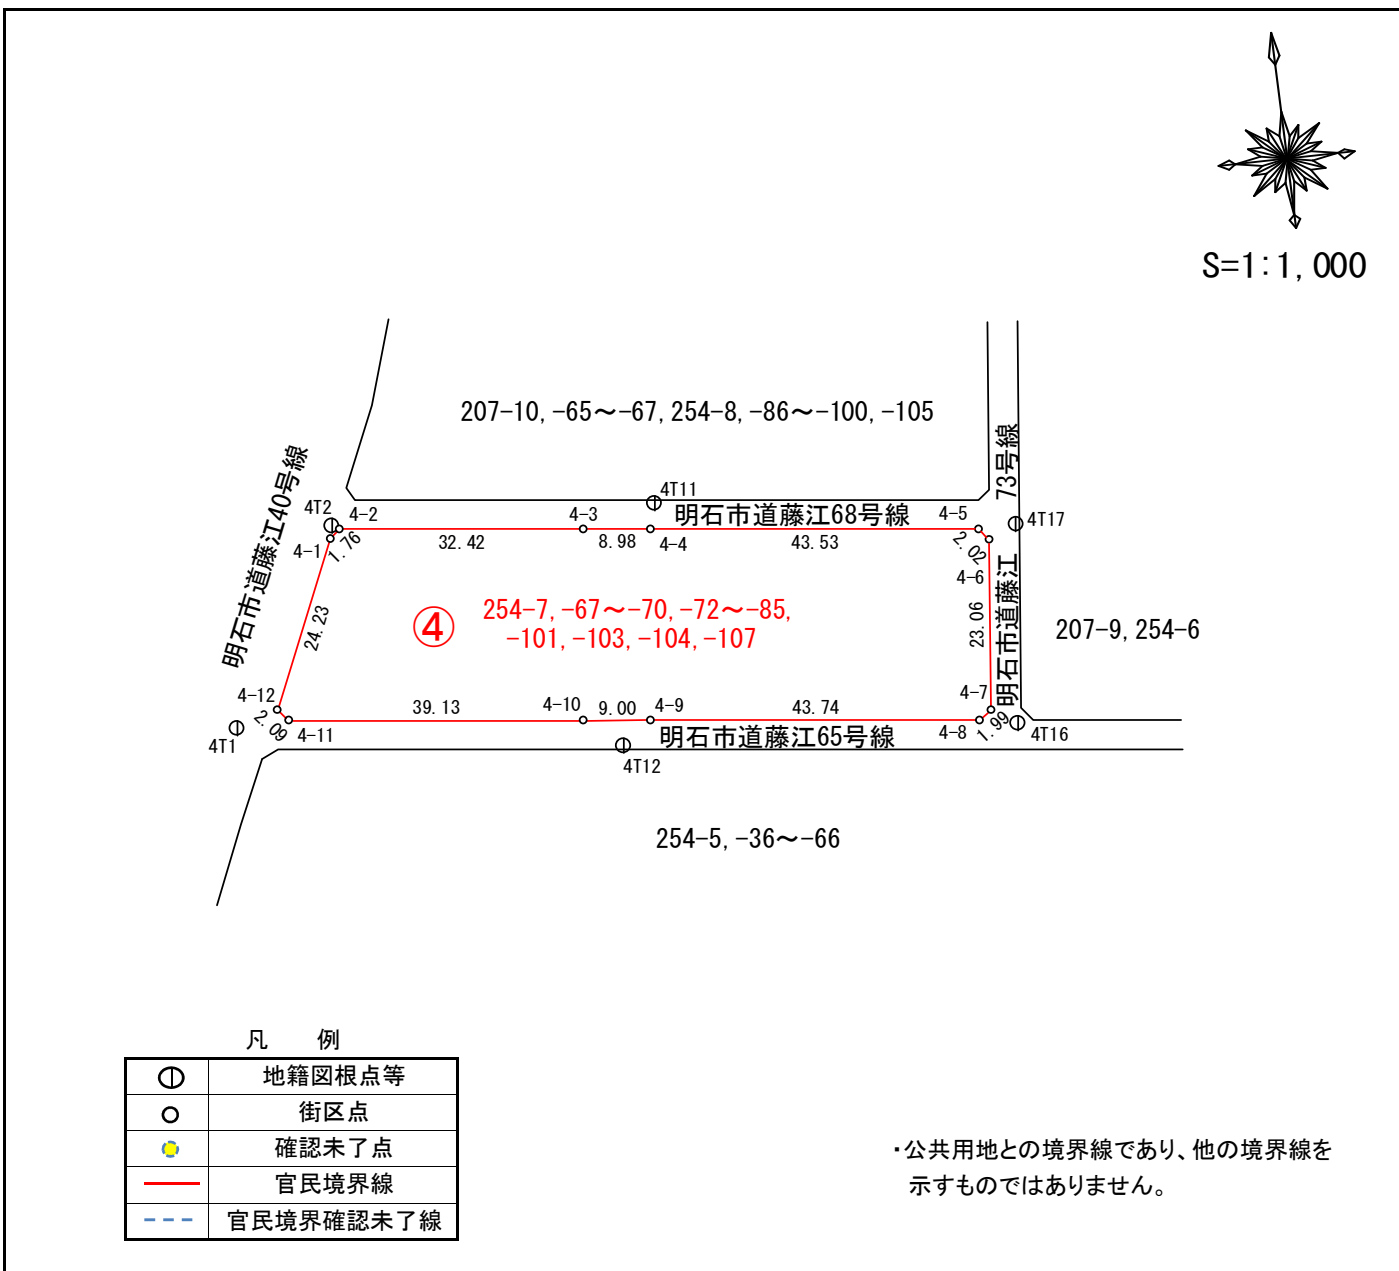 S=1:1,000
207-10,-65～-67,254-8,-86～-100,-105
明石市道藤江40号線
73号線
4T11
4T2
4-2
4-3
明石市道藤江68号線
4-5
4T17
4-1
1.76
32.42
8.98
4-4
43.53
2.02
4-6
24.23
④
254-7,-67～-70,-72～-85,
-101,-103,-104,-107
23.06
明石市道藤江
207-9,254-6
4-12
4-7
2.09
39.13
4-10
9.00
4-9
43.74
4T1
4-11
明石市道藤江65号線
4-8
1.99
4T16
4T12
254-5,-36～-66
凡　例
地籍図根点等
街区点
確認未了点
官民境界線
官民境界確認未了線
・公共用地との境界線であり、他の境界線を
示すものではありません。